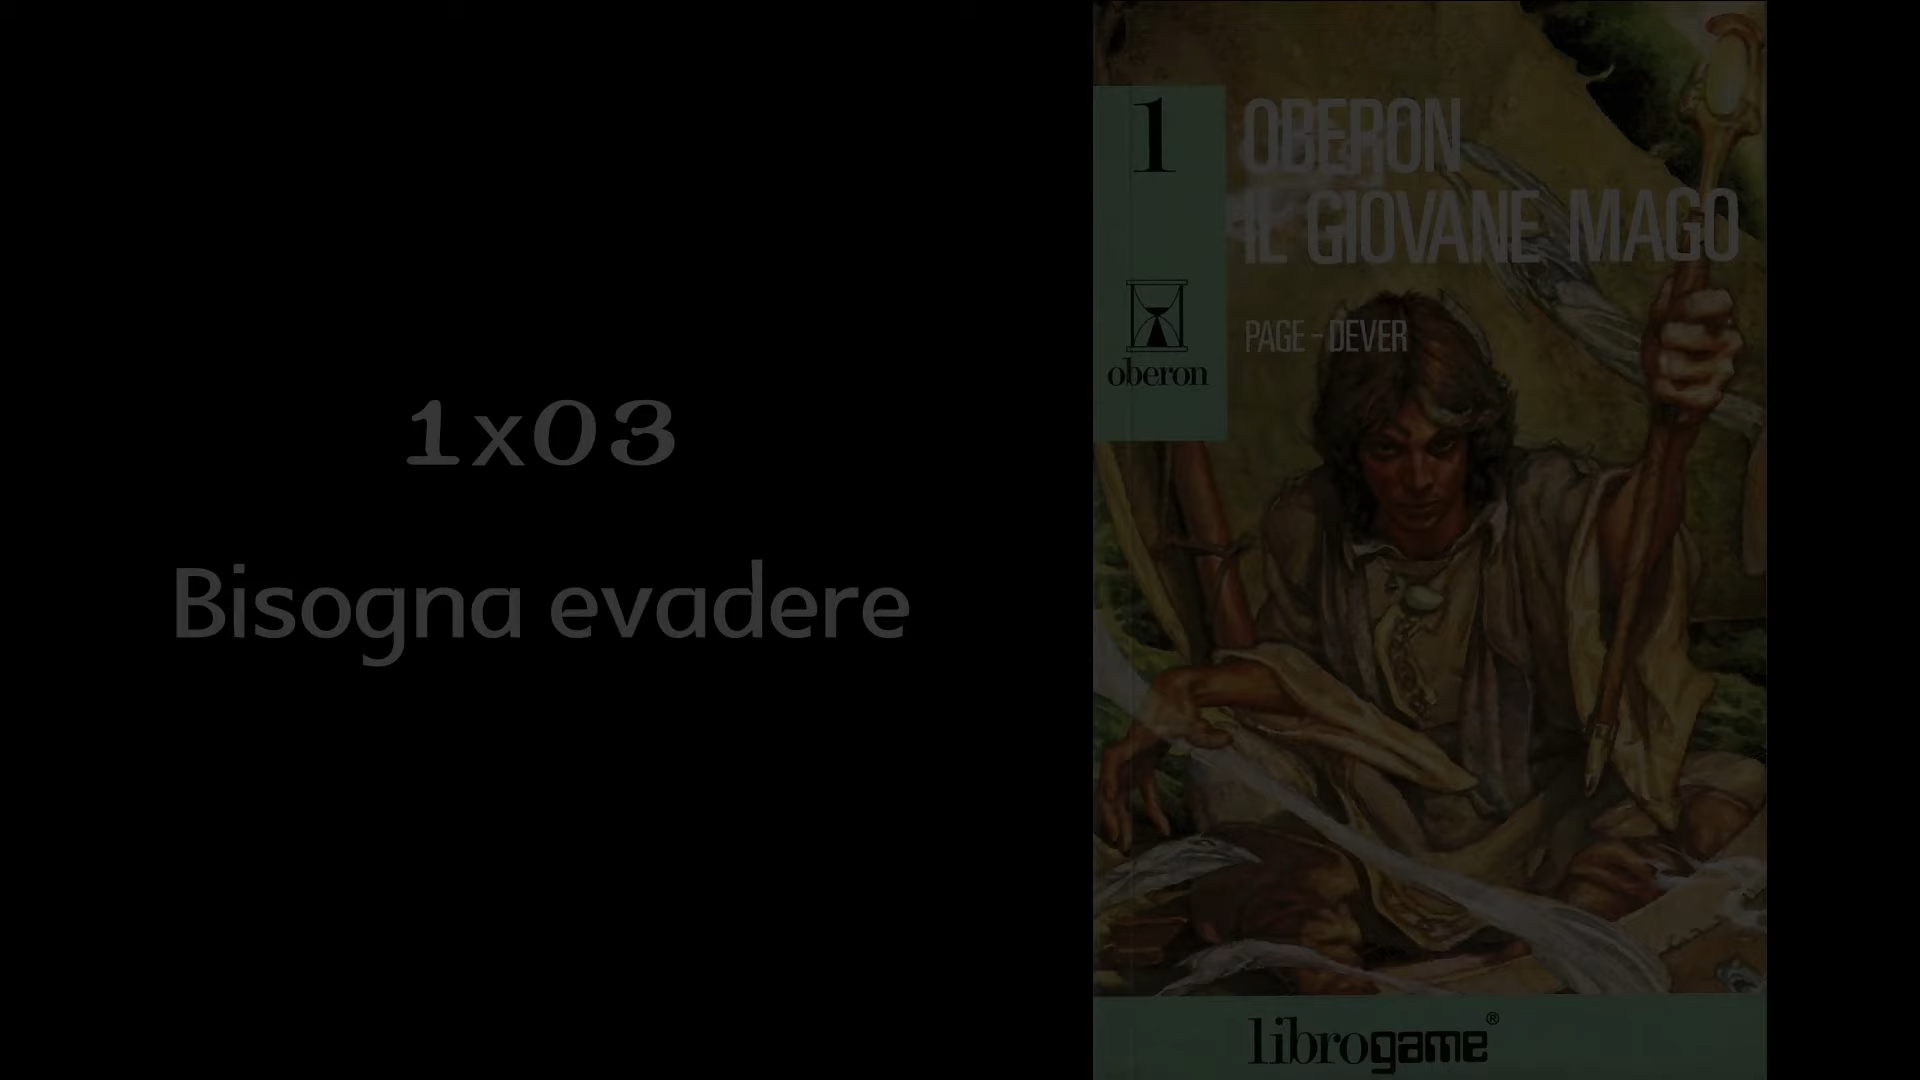 1x03
Bisogna evadere
1
OBERON
IL GIOVANE MAGO
PAGE - DEVER
oberon
librogame®